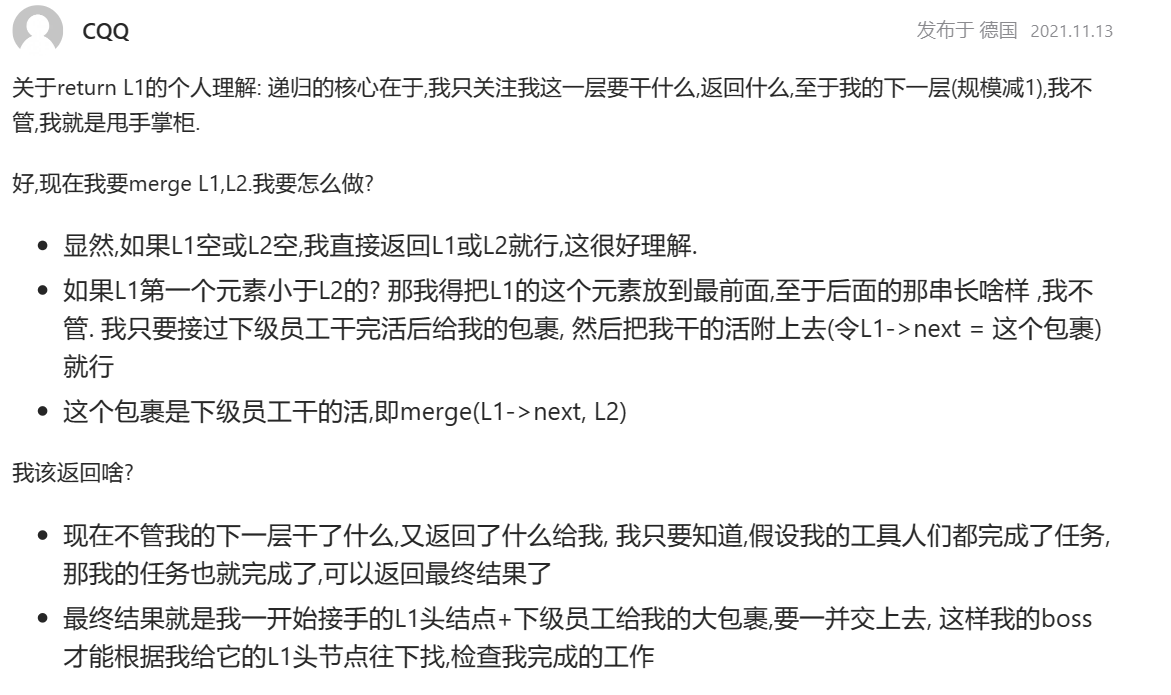 CQQ
发布于 德国 2021.11.13
关于return L1的个人理解: 递归的核心在于,我只关注我这一层要干什么,返回什么,至于我的下一层(规模减1),我不
管,我就是甩手掌柜.
好,现在我要merge L1,L2.我要怎么做?
• 显然,如果L1空或L2空,我直接返回L1或L2就行,这很好理解.
• 如果L1第一个元素小于L2的? 那我得把L1的这个元素放到最前面,至于后面的那串长啥样 ,我不
管. 我只要接过下级员工干完活后给我的包裹, 然后把我干的活附上去(令L1->next = 这个包裹)
就行
• 这个包裹是下级员工干的活,即merge(L1->next, L2)
我该返回啥?
• 现在不管我的下一层干了什么,又返回了什么给我, 我只要知道,假设我的工具人们都完成了任务,
那我的任务也就完成了,可以返回最终结果了
• 最终结果就是我一开始接手的L1头结点+下级员工给我的大包裹,要一并交上去, 这样我的boss
才能根据我给它的L1头节点往下找,检查我完成的工作